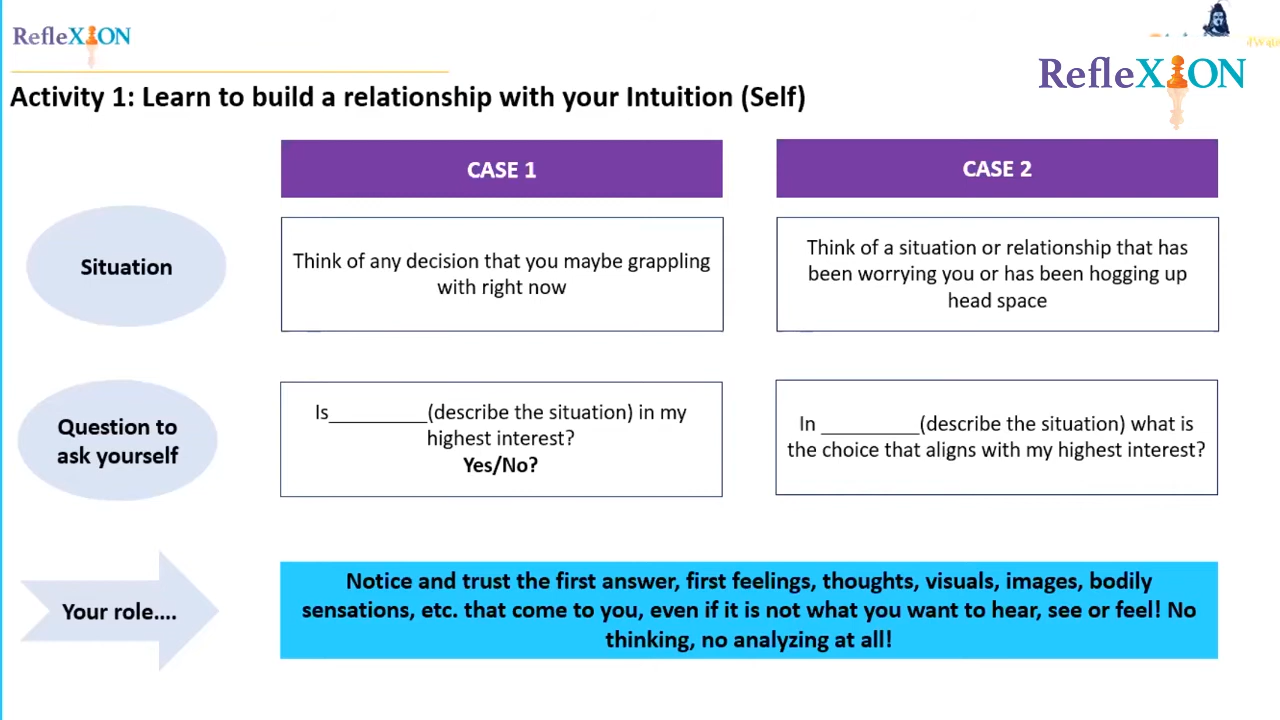 RefleXION
RefleXION
Activity 1: Learn to build a relationship with your Intuition (Self)
CASE 1
CASE 2
Situation
Think of any decision that you maybe grappling
with right now
Think of a situation or relationship that has
been worrying you or has been hogging up
head space
Question to
ask yourself
Is_________(describe the situation) in my
highest interest?
Yes/No?
In _________(describe the situation) what is
the choice that aligns with my highest interest?
Your role....
Notice and trust the first answer, first feelings, thoughts, visuals, images, bodily
sensations, etc. that come to you, even if it is not what you want to hear, see or feel! No
thinking, no analyzing at all!